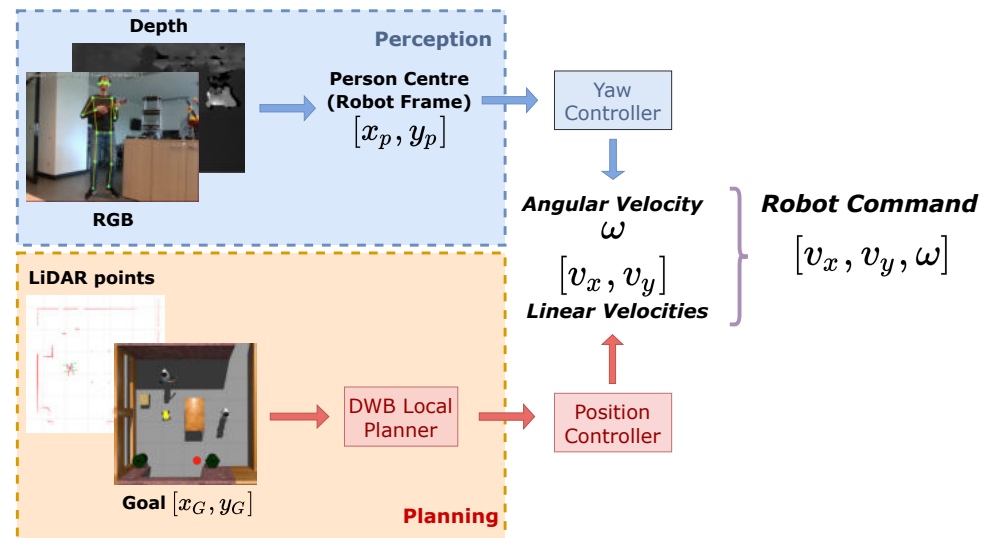 Depth
Perception
RGB
Person Centre
(Robot Frame)
[x_p, y_p]
Yaw
Controller
Angular Velocity
ω
[v_x, v_y]
Linear Velocities
Robot Command
[v_x, v_y, ω]
LiDAR points
Goal [x_G, y_G]
DWB Local
Planner
Position
Controller
Planning